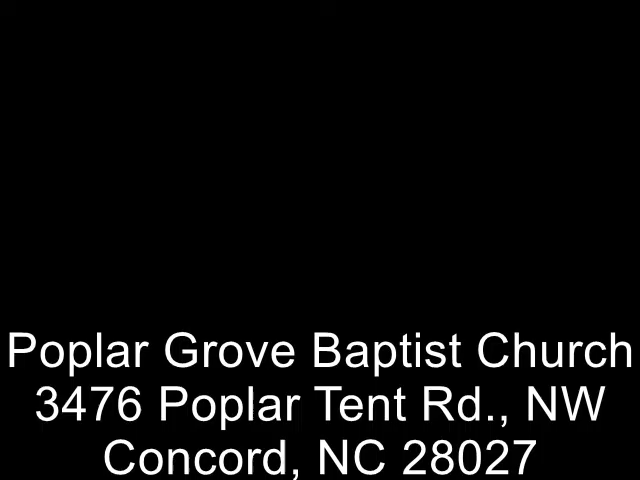 Poplar Grove Baptist Church
3476 Poplar Tent Rd., NW
Concord, NC 28027